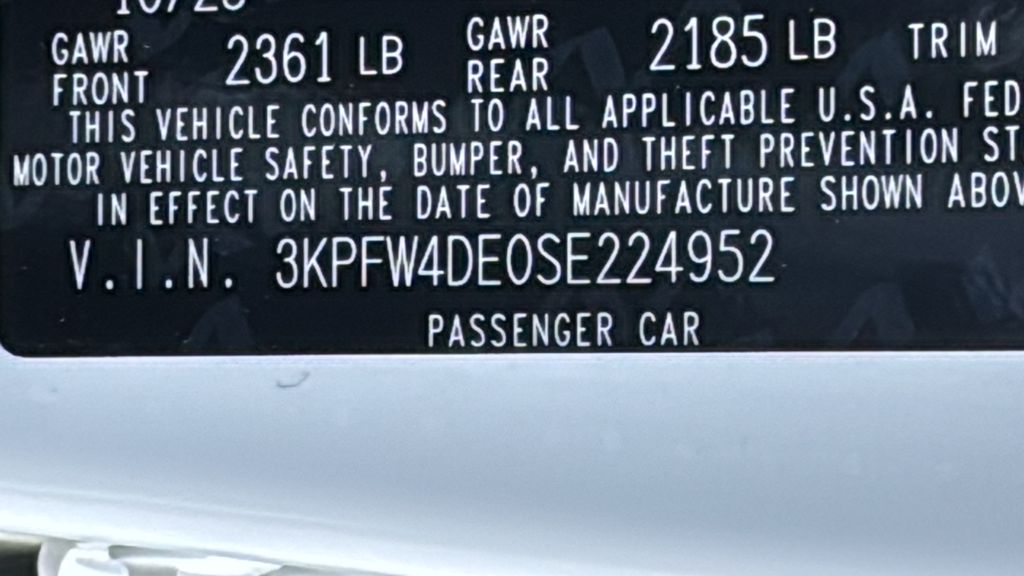 GAWR FRONT 2361 LB GAWR REAR 2185 LB TRIM
THIS VEHICLE CONFORMS TO ALL APPLICABLE U.S.A. FED
MOTOR VEHICLE SAFETY, BUMPER, AND THEFT PREVENTION ST
IN EFFECT ON THE DATE OF MANUFACTURE SHOWN ABOV
V.I.N. 3KPFW4DE0SE224952
PASSENGER CAR